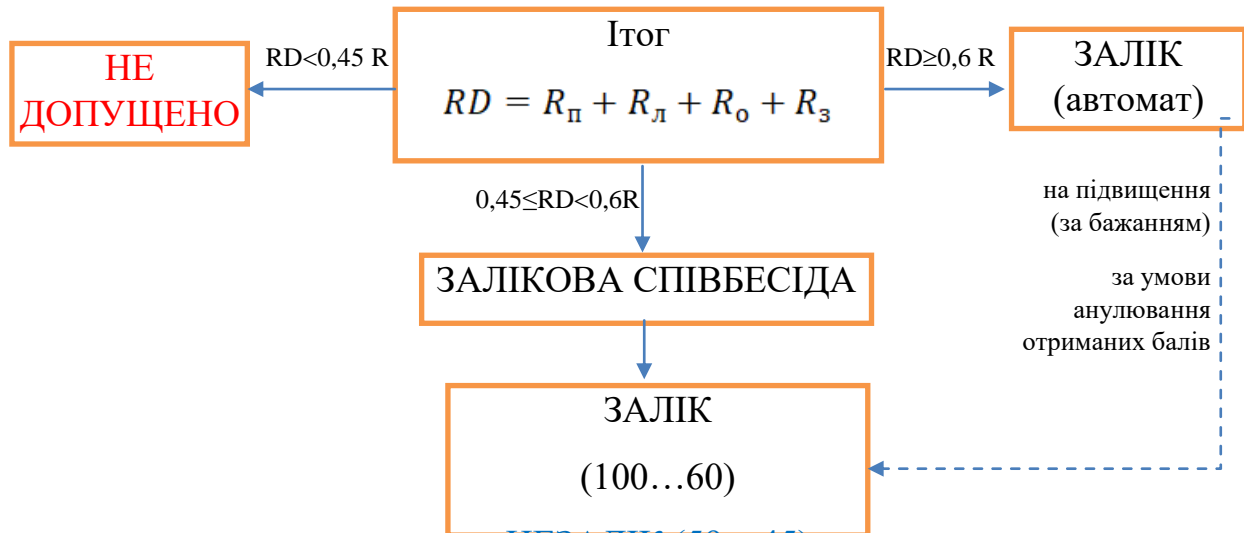 Ітог
RD = Rп + Rл + Rо + Rз
RD<0,45 R
НЕ
ДОПУЩЕНО
RD≥0,6 R
ЗАЛІК
(автомат)
на підвищення
(за бажанням)
за умови
анулювання
отриманих балів
0,45≤RD<0,6R
ЗАЛІКОВА СПІВБЕСІДА
ЗАЛІК
(100…60)